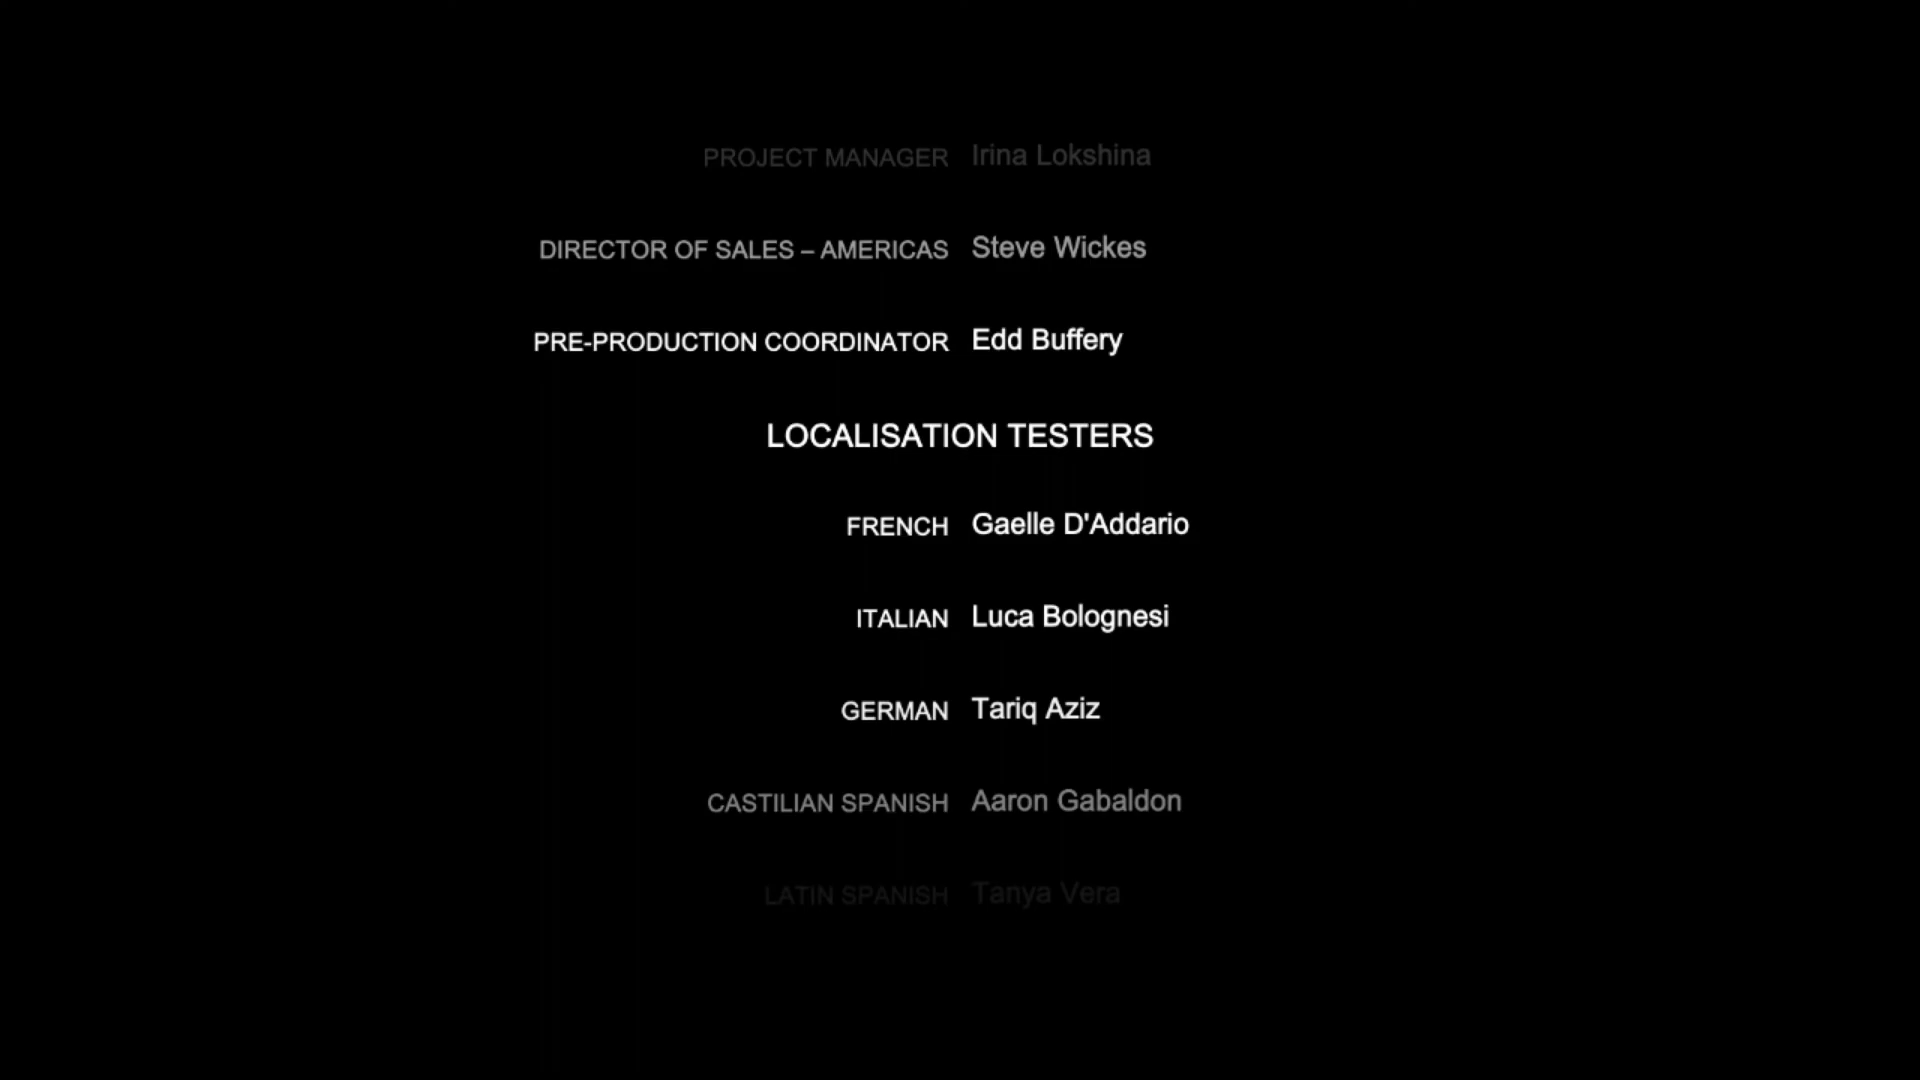 PROJECT MANAGER Irina Lokshina
DIRECTOR OF SALES – AMERICAS Steve Wickes
PRE-PRODUCTION COORDINATOR Edd Buffery
LOCALISATION TESTERS
FRENCH Gaelle D'Addario
ITALIAN Luca Bolognesi
GERMAN Tariq Aziz
CASTILIAN SPANISH Aaron Gabaldon
LATIN SPANISH Tanya Vera